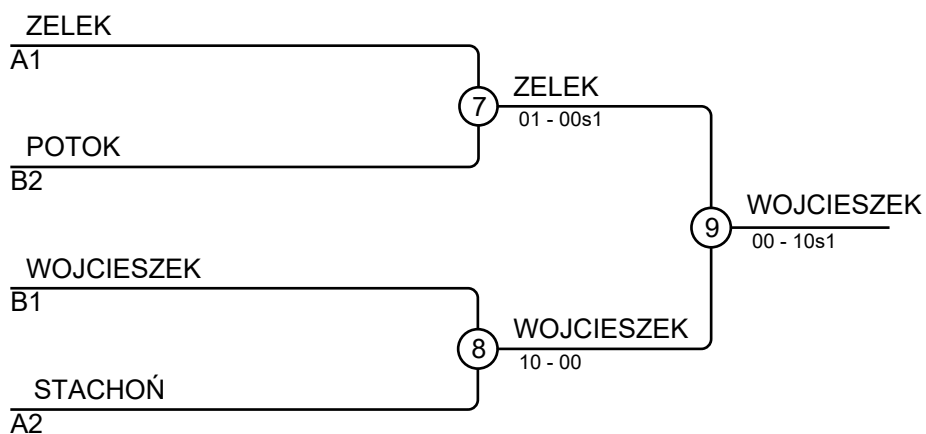 ZELEK
A1
7
ZELEK
01 - 00s1
POTOK
B2
9
WOJCIESZEK
00 - 10s1
WOJCIESZEK
B1
8
WOJCIESZEK
10 - 00
STACHOŃ
A2